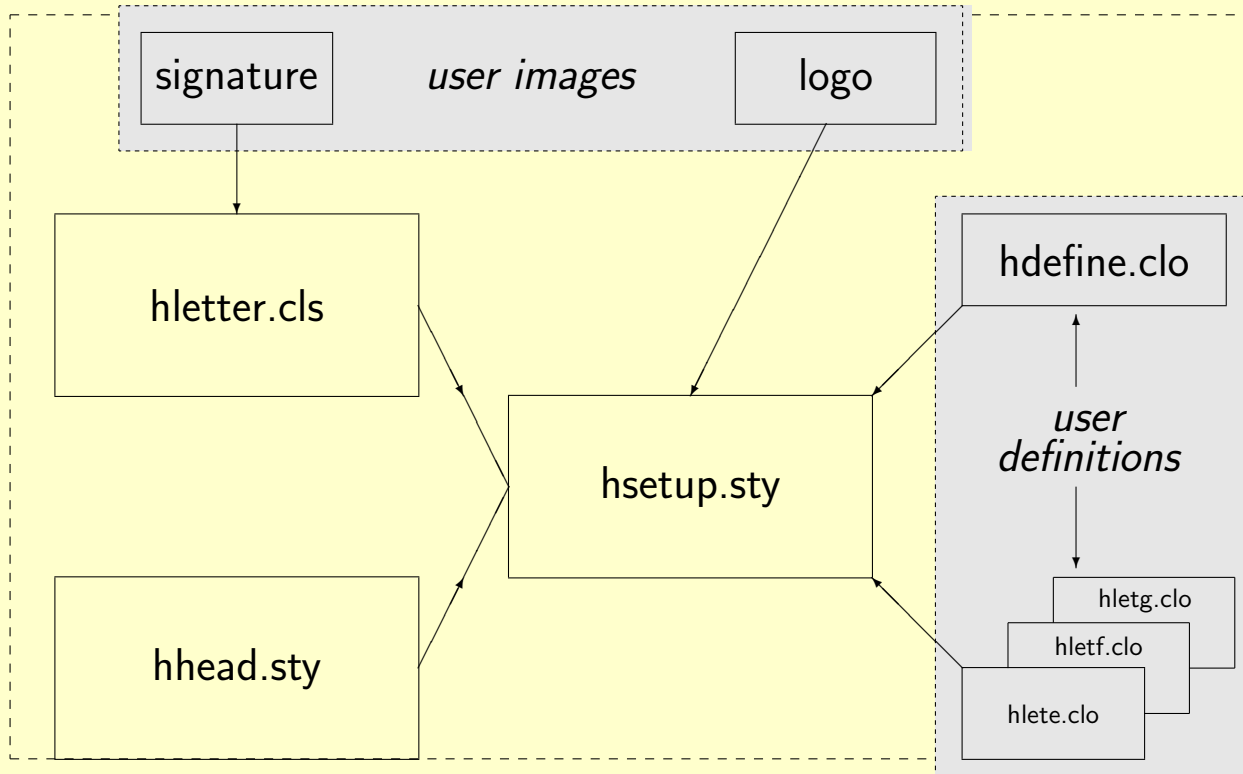 signature
user images
logo
hletter.cls
hdefine.clo
user
definitions
hsetup.sty
hhead.sty
hletg.clo
hletf.clo
hlete.clo